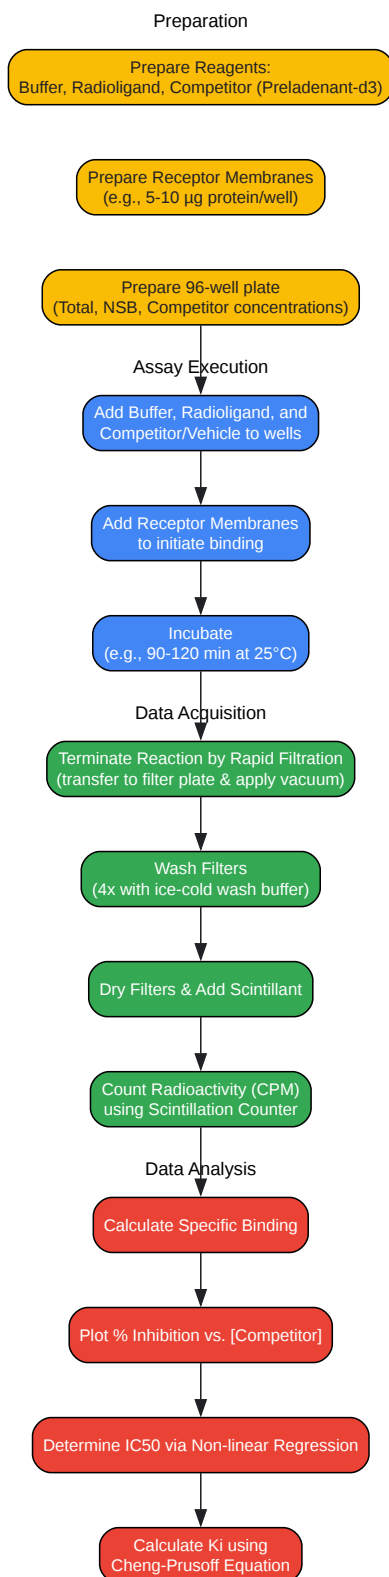 Preparation
Prepare Reagents:
Buffer, Radioligand, Competitor (Preladenant-d3)
Prepare Receptor Membranes
(e.g., 5-10 µg protein/well)
Prepare 96-well plate
(Total, NSB, Competitor concentrations)
Assay Execution
Add Buffer, Radioligand, and
Competitor/Vehicle to wells
Add Receptor Membranes
to initiate binding
Incubate
(e.g., 90-120 min at 25°C)
Data Acquisition
Terminate Reaction by Rapid Filtration
(transfer to filter plate & apply vacuum)
Wash Filters
(4x with ice-cold wash buffer)
Dry Filters & Add Scintillant
Count Radioactivity (CPM)
using Scintillation Counter
Data Analysis
Calculate Specific Binding
Plot % Inhibition vs. [Competitor]
Determine IC50 via Non-linear Regression
Calculate Ki using
Cheng-Prusoff Equation